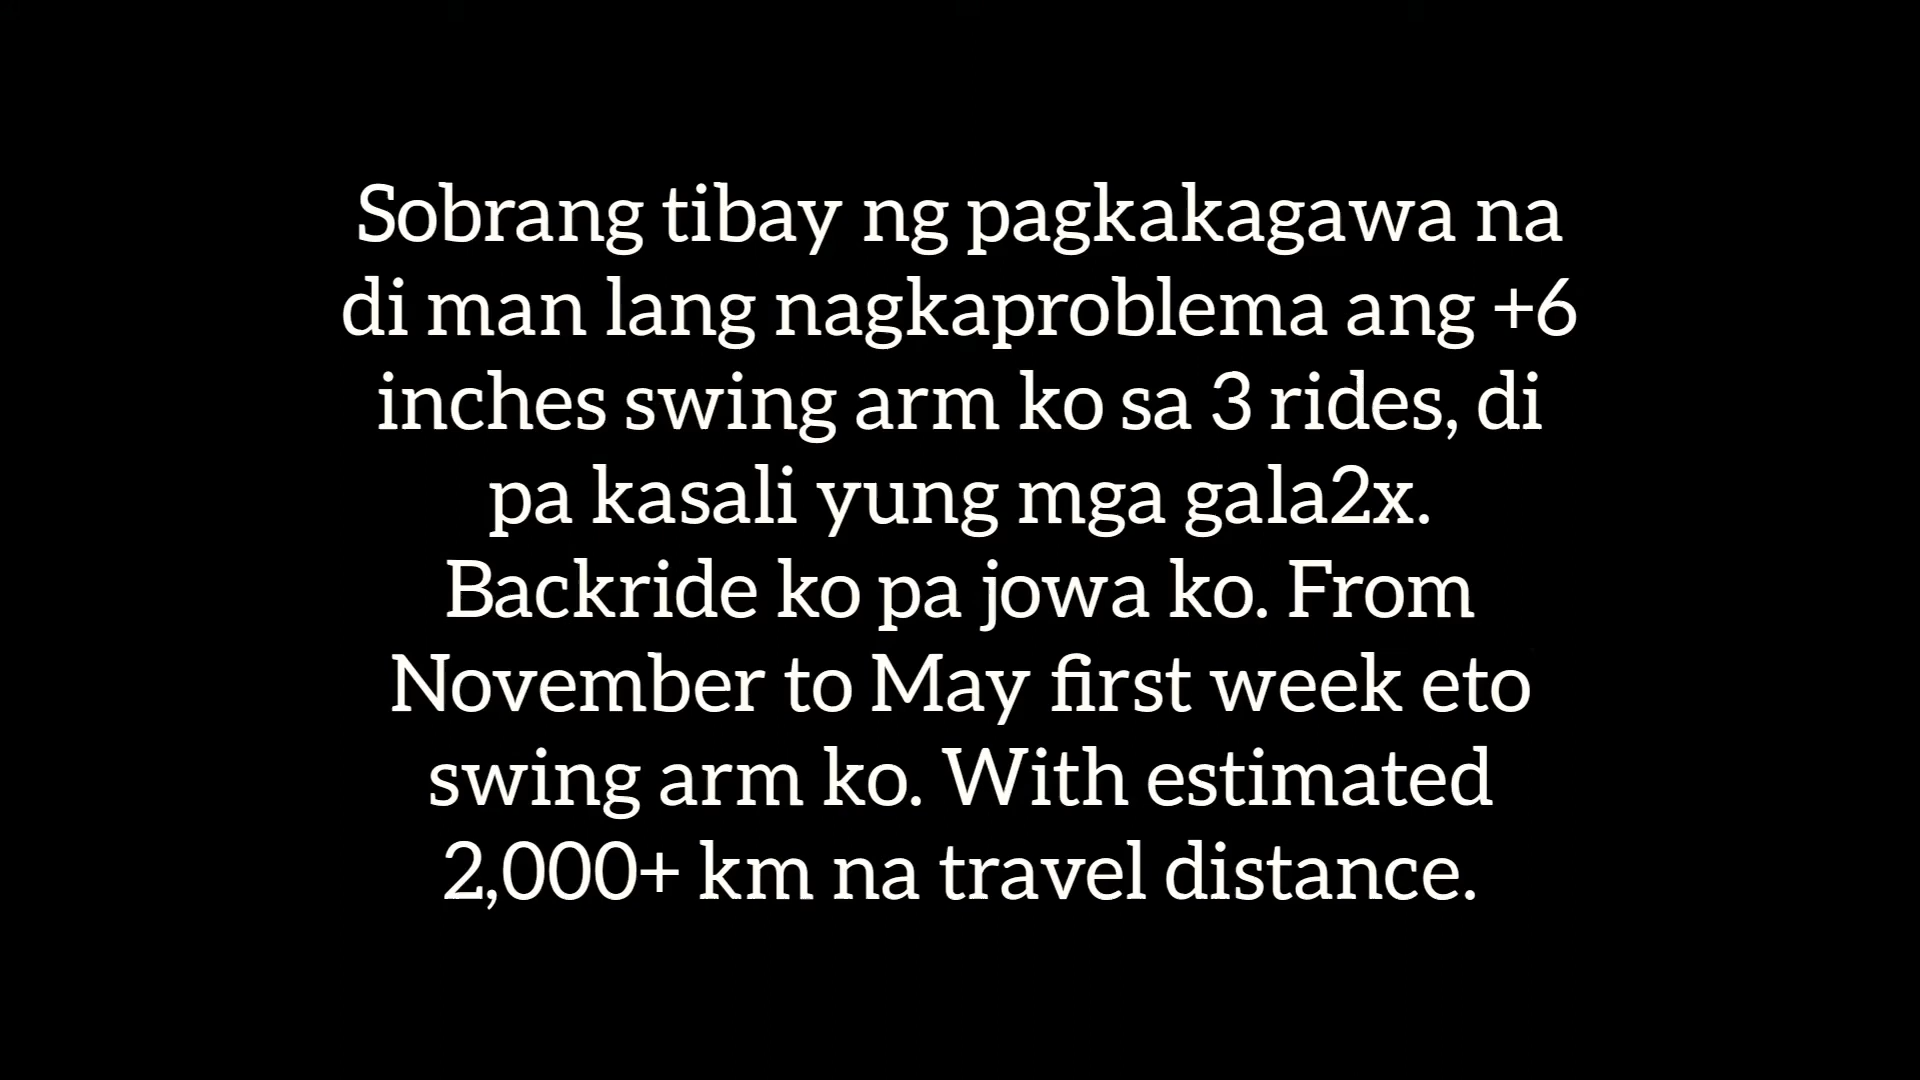 Sobrang tibay ng pagkakagawa na
di man lang nagkaproblema ang +6
inches swing arm ko sa 3 rides, di
pa kasali yung mga gala2x.
Backride ko pa jowa ko. From
November to May first week eto
swing arm ko. With estimated
2,000+ km na travel distance.